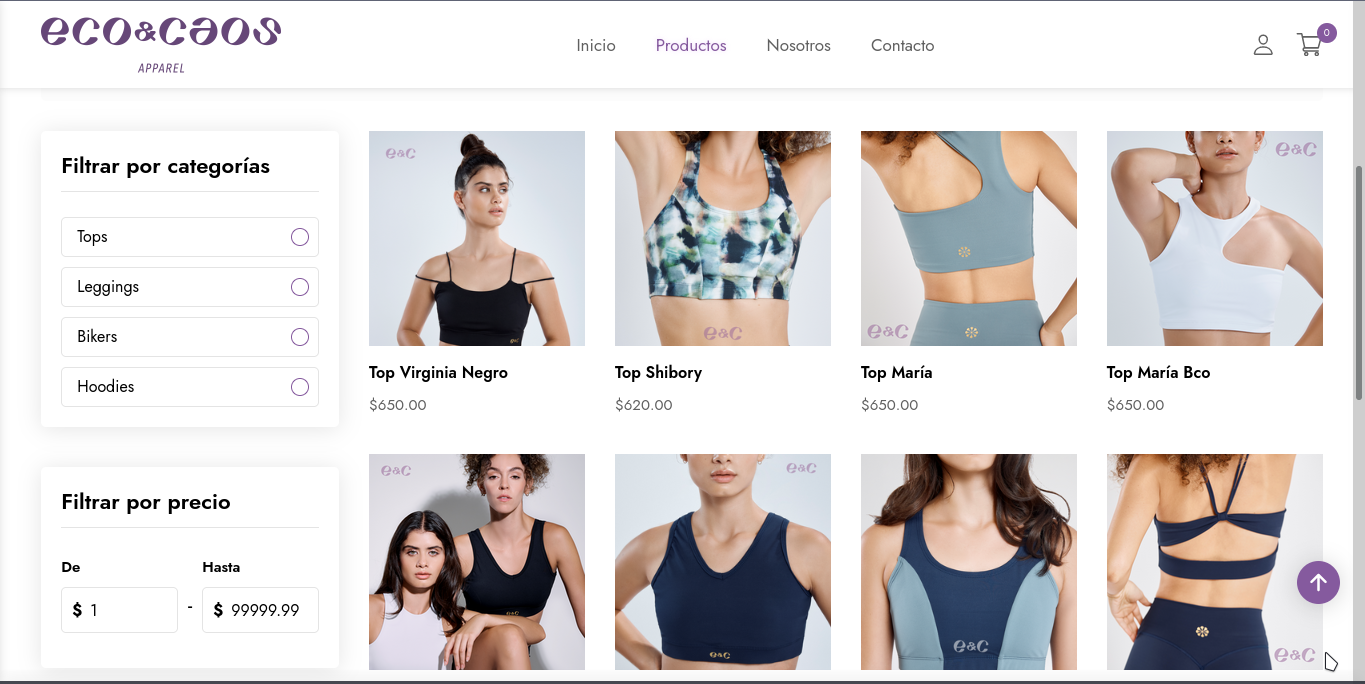 eco&caos
APPAREL
Inicio
Productos
Nosotros
Contacto
0
Filtrar por categorías
Tops
Leggings
Bikers
Hoodies
Filtrar por precio
De
Hasta
$ 1
-
$ 99999.99
e&c
e&c
e&c
e&c
Top Virginia Negro
$650.00
Top Shibory
$620.00
Top María
$650.00
Top María Bco
$650.00
e&c
e&c
e&c
e&c
e&c
e&c